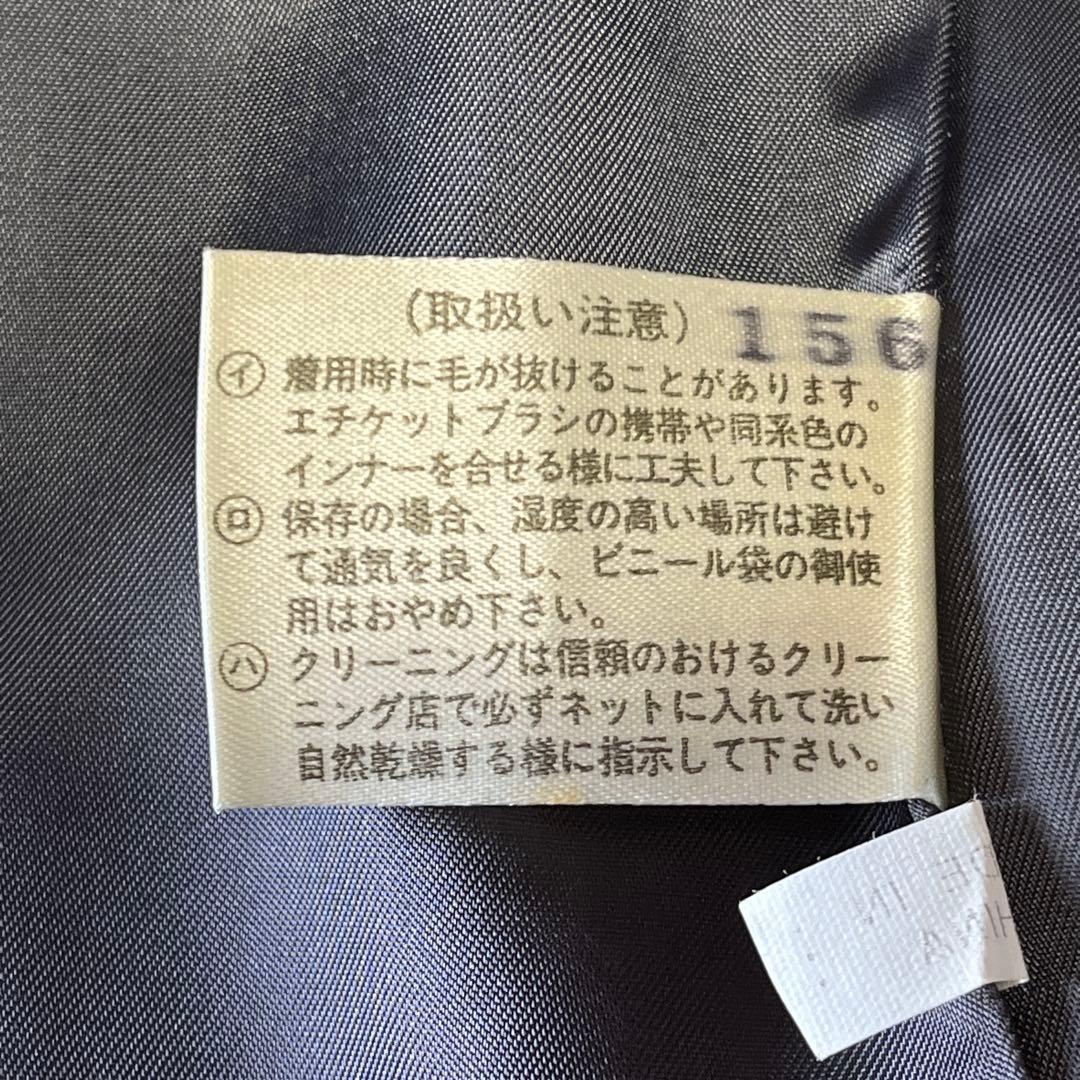 (取扱い注意) 156
㋑ 着用時に毛が抜けることがあります。
エチケットブラシの携帯や同系色の
インナーを合せる様に工夫して下さい。
㋺ 保存の場合、湿度の高い場所は避け
て通気を良くし、ビニール袋の御使
用はおやめ下さい。
㋩ クリーニングは信頼のおけるクリー
ニング店で必ずネットに入れて洗い
自然乾燥する様に指示して下さい。